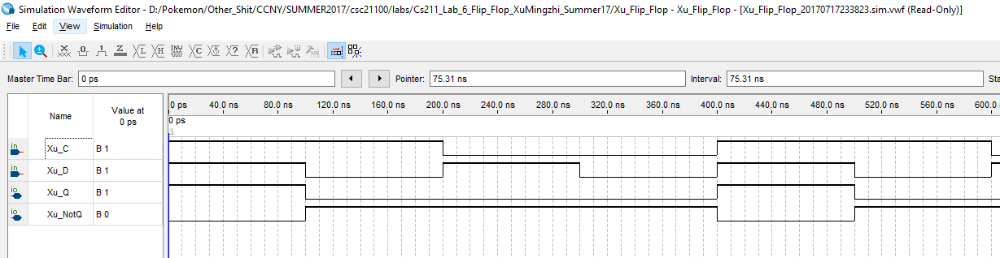 Simulation Waveform Editor - D:/Pokemon/Other_Shit/CCNY/SUMMER2017/csc21100/labs/Cs211_Lab_6_Flip_Flop_XuMingzhi_Summer17/Xu_Flip_Flop - Xu_Flip_Flop - [Xu_Flip_Flop_20170717233823.sim.vwf (Read-Only)]
File Edit View Simulation Help
Master Time Bar: 0 ps Pointer: 75.31 ns Interval: 75.31 ns Sta
Name Value at 0 ps
0 ps 40.0 ns 80.0 ns 120.0 ns 160.0 ns 200.0 ns 240.0 ns 280.0 ns 320.0 ns 360.0 ns 400.0 ns 440.0 ns 480.0 ns 520.0 ns 560.0 ns 600.0
0 ps
in Xu_C B 1
in Xu_D B 1
io Xu_Q B 1
io Xu_NotQ B 0